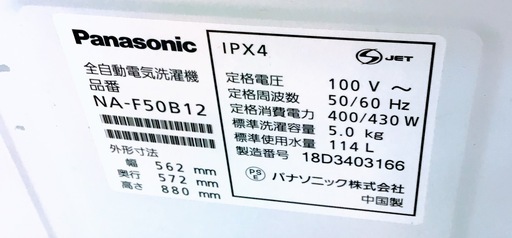 Panasonic
全自動電気洗濯機
品番
NA-F50B12
外形寸法
幅 562 mm
奥行 572 mm
高さ 880 mm
IPX4
S JET
定格電圧 100 V ～
定格周波数 50/60 Hz
定格消費電力 400/430 W
標準洗濯容量 5.0 kg
標準使用水量 114 L
製造番号 18D3403166
PS
E
パナソニック株式会社
中国製